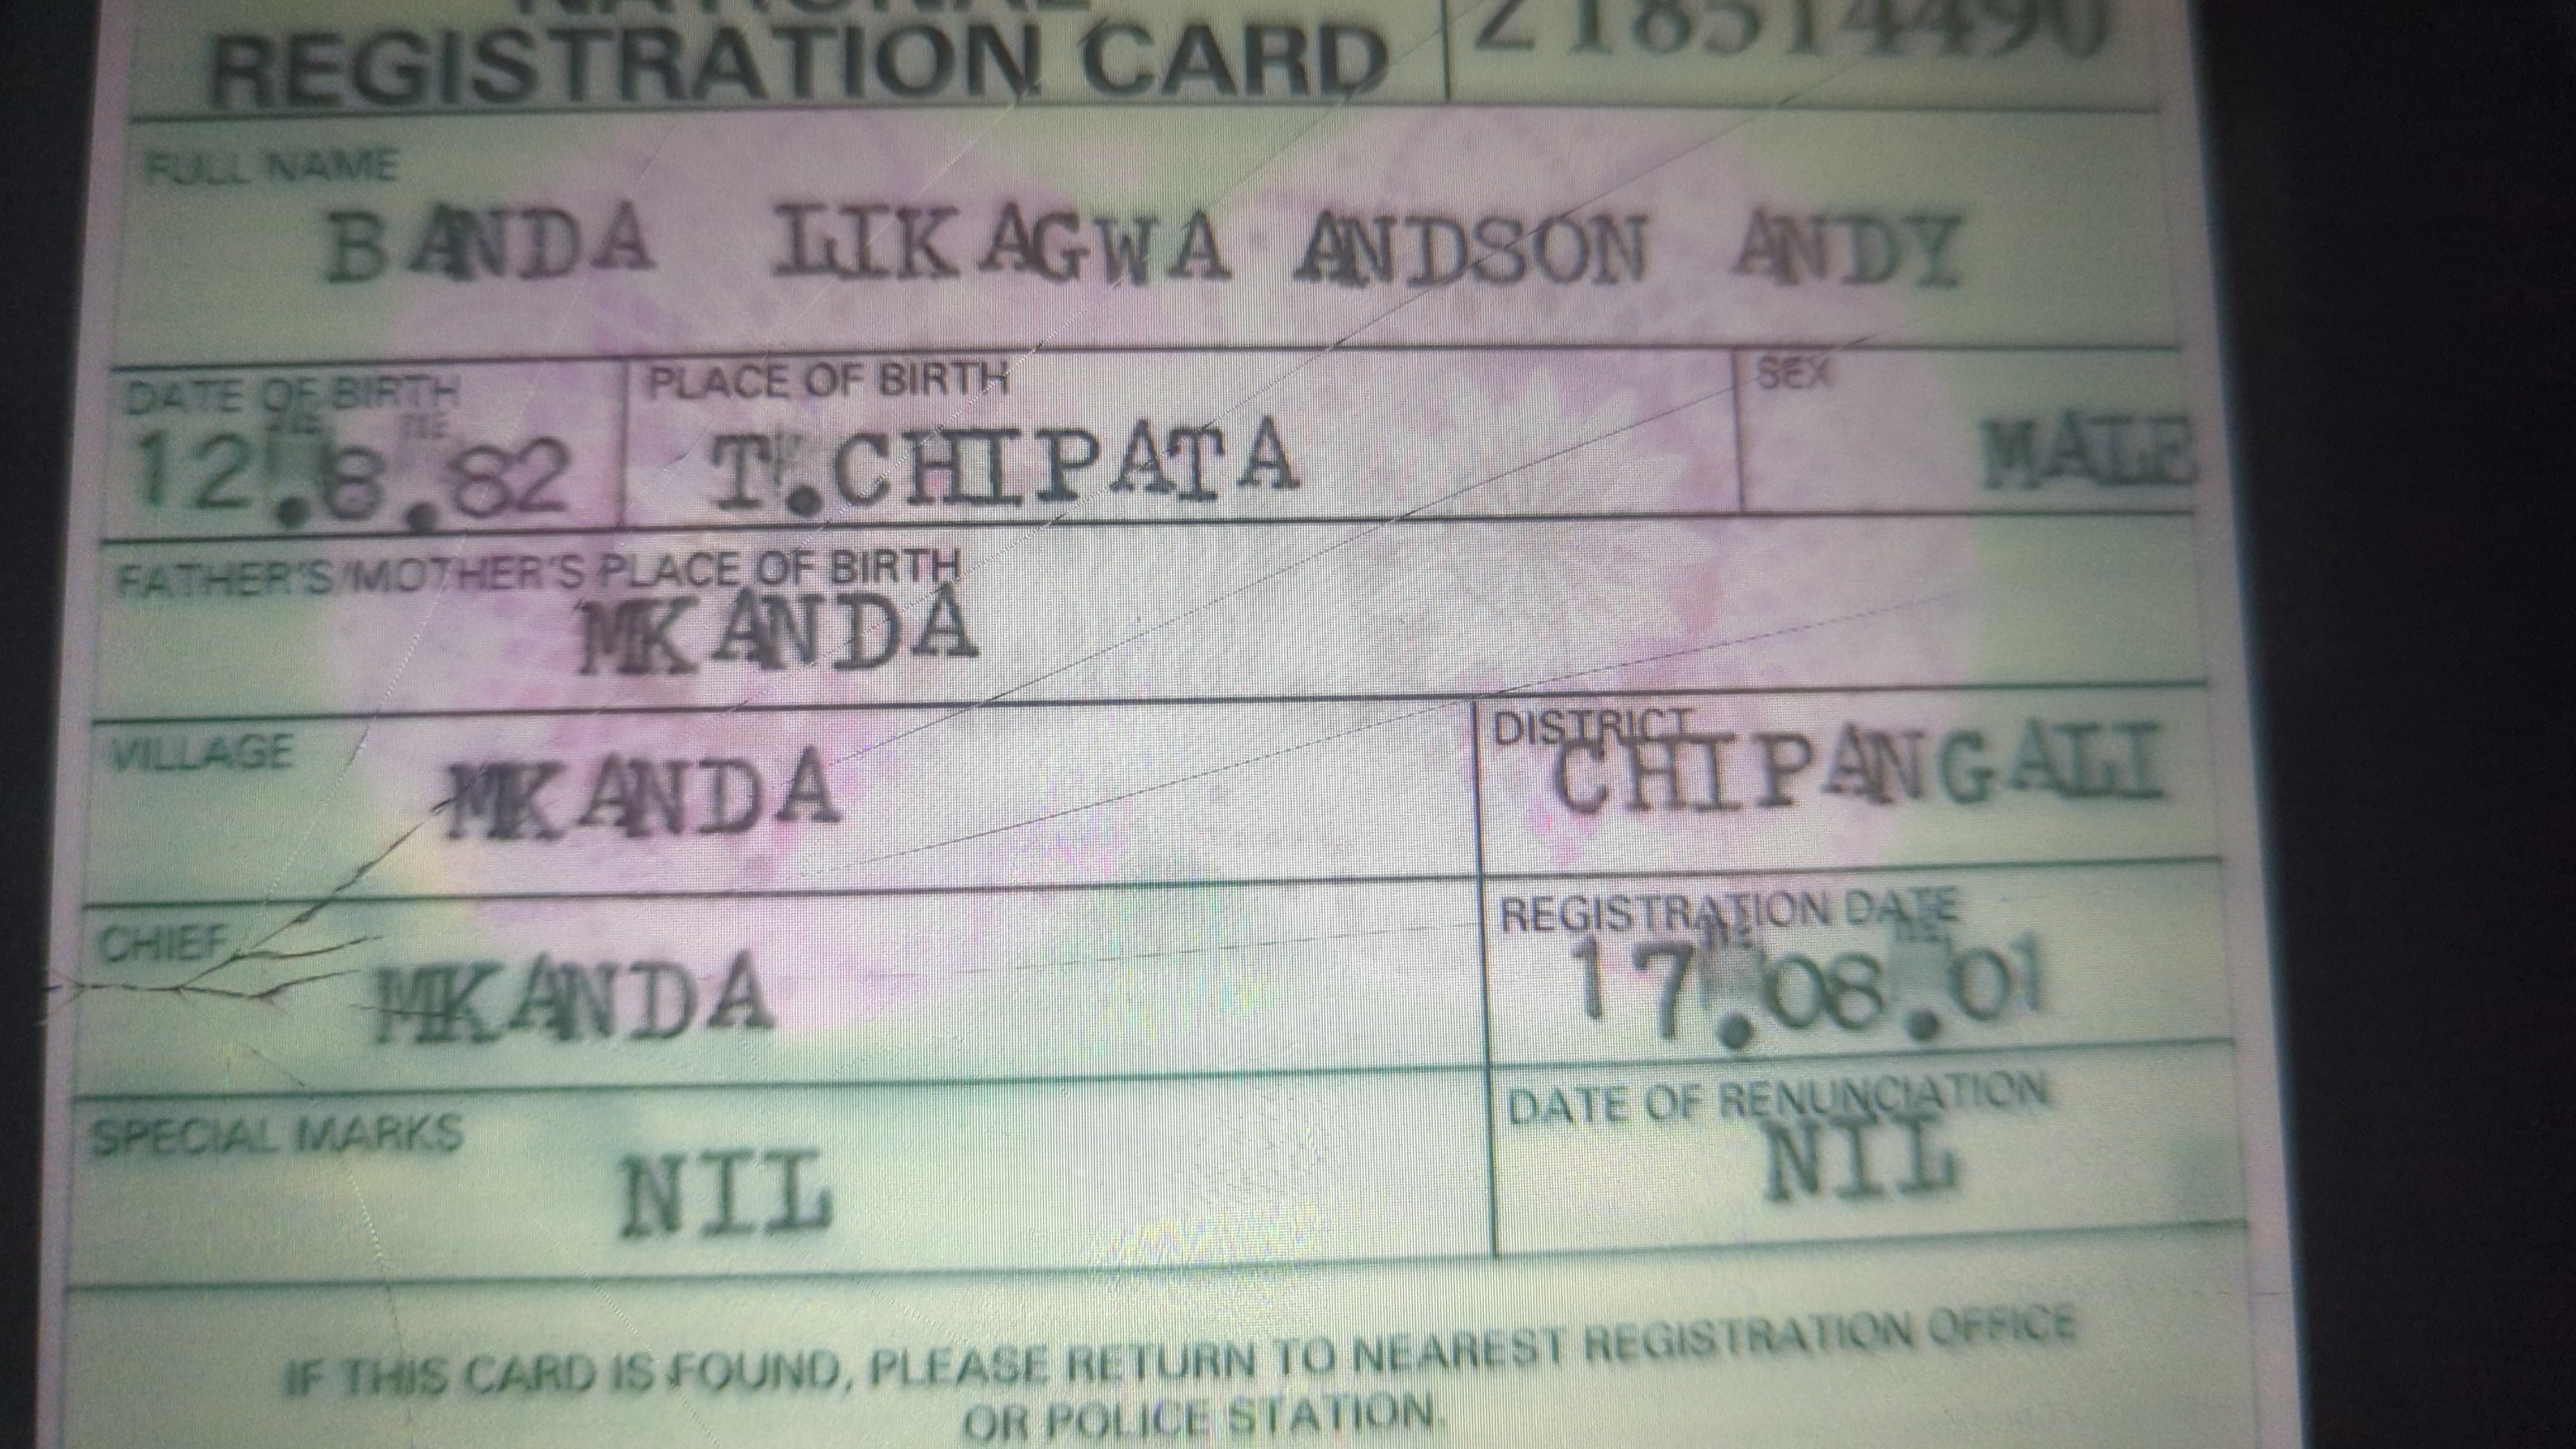 NATIONAL
REGISTRATION CARD
218514490
FULL NAME
BANDA LIKAGWA ANDSON ANDY
DATE OF BIRTH
12.8.82
PLACE OF BIRTH
T.CHIPATA
SEX
MALE
FATHER'S/MOTHER'S PLACE OF BIRTH
MKANDA
VILLAGE
MKANDA
DISTRICT
CHIPANGALI
CHIEF
MKANDA
REGISTRATION DATE
17.08.01
SPECIAL MARKS
NIL
DATE OF RENUNCIATION
NIL
IF THIS CARD IS FOUND, PLEASE RETURN TO NEAREST REGISTRATION OFFICE
OR POLICE STATION.